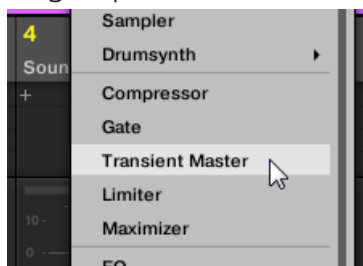 Sampler
4
Drumsynth
Soun
+
Compressor
Gate
Transient Master
Limiter
10 -
Maximizer
0 -